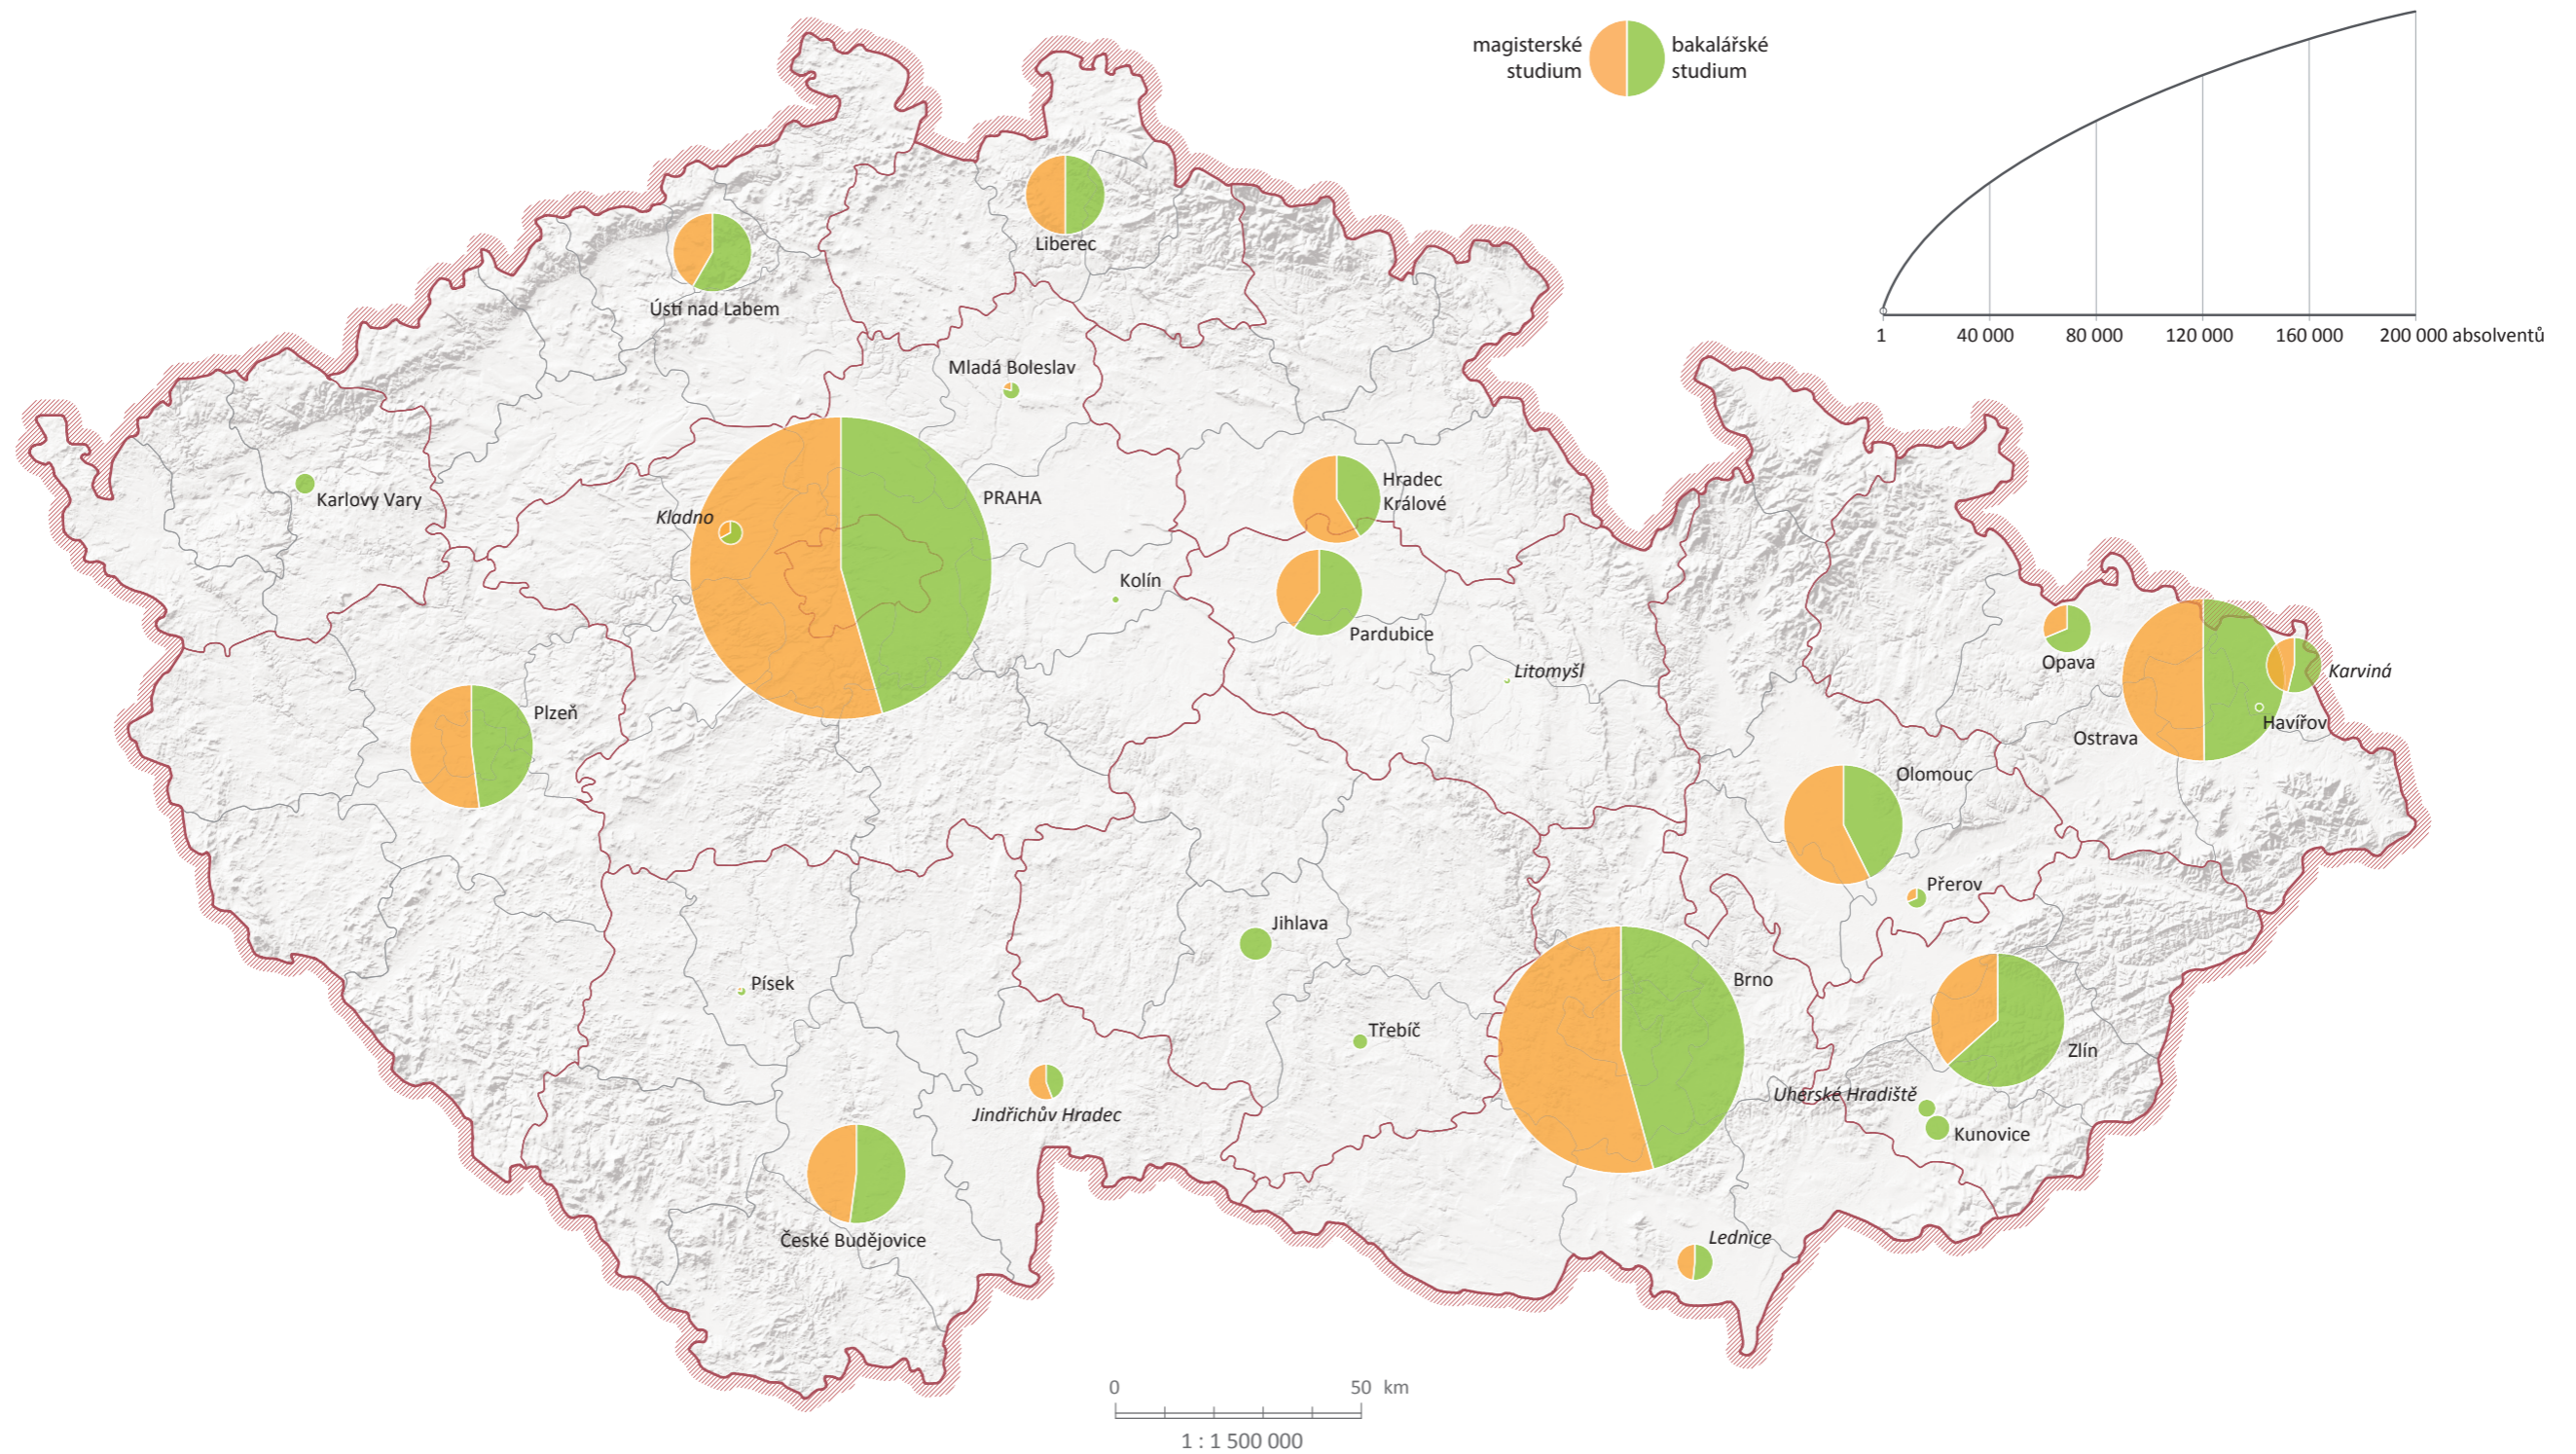 magisterské
studium
bakalářské
studium
1
40 000
80 000
120 000
160 000
200 000 absolventů
Liberec
Ústí nad Labem
Mladá Boleslav
Karlovy Vary
Kladno
PRAHA
Hradec
Králové
Kolín
Pardubice
Litomyšl
Opava
Karviná
Havířov
Ostrava
Plzeň
Olomouc
Přerov
Jihlava
Brno
Písek
Třebíč
Zlín
Uherské Hradiště
Kunovice
Jindřichův Hradec
České Budějovice
Lednice
0
50 km
1 : 1 500 000